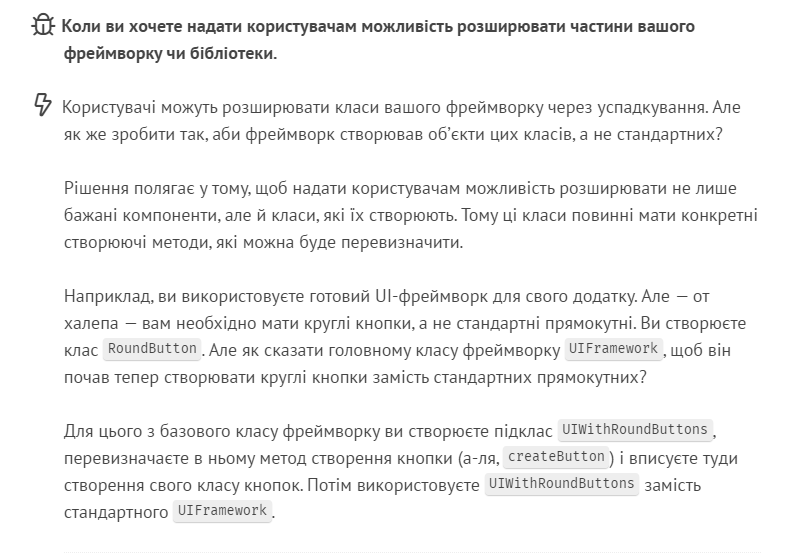 Коли ви хочете надати користувачам можливість розширювати частини вашого
фреймворку чи бібліотеки.
Користувачі можуть розширювати класи вашого фреймворку через успадкування. Але
як же зробити так, аби фреймворк створював об’єкти цих класів, а не стандартних?
Рішення полягає у тому, щоб надати користувачам можливість розширювати не лише
бажані компоненти, але й класи, які їх створюють. Тому ці класи повинні мати конкретні
створюючі методи, які можна буде перевизначити.
Наприклад, ви використовуєте готовий UI-фреймворк для свого додатку. Але — от
халепа — вам необхідно мати круглі кнопки, а не стандартні прямокутні. Ви створюєте
клас RoundButton. Але як сказати головному класу фреймворку UIFramework, щоб він
почав тепер створювати круглі кнопки замість стандартних прямокутних?
Для цього з базового класу фреймворку ви створюєте підклас UIWithRoundButtons,
перевизначаєте в ньому метод створення кнопки (а-ля, createButton) і вписуєте туди
створення свого класу кнопок. Потім використовуєте UIWithRoundButtons замість
стандартного UIFramework.